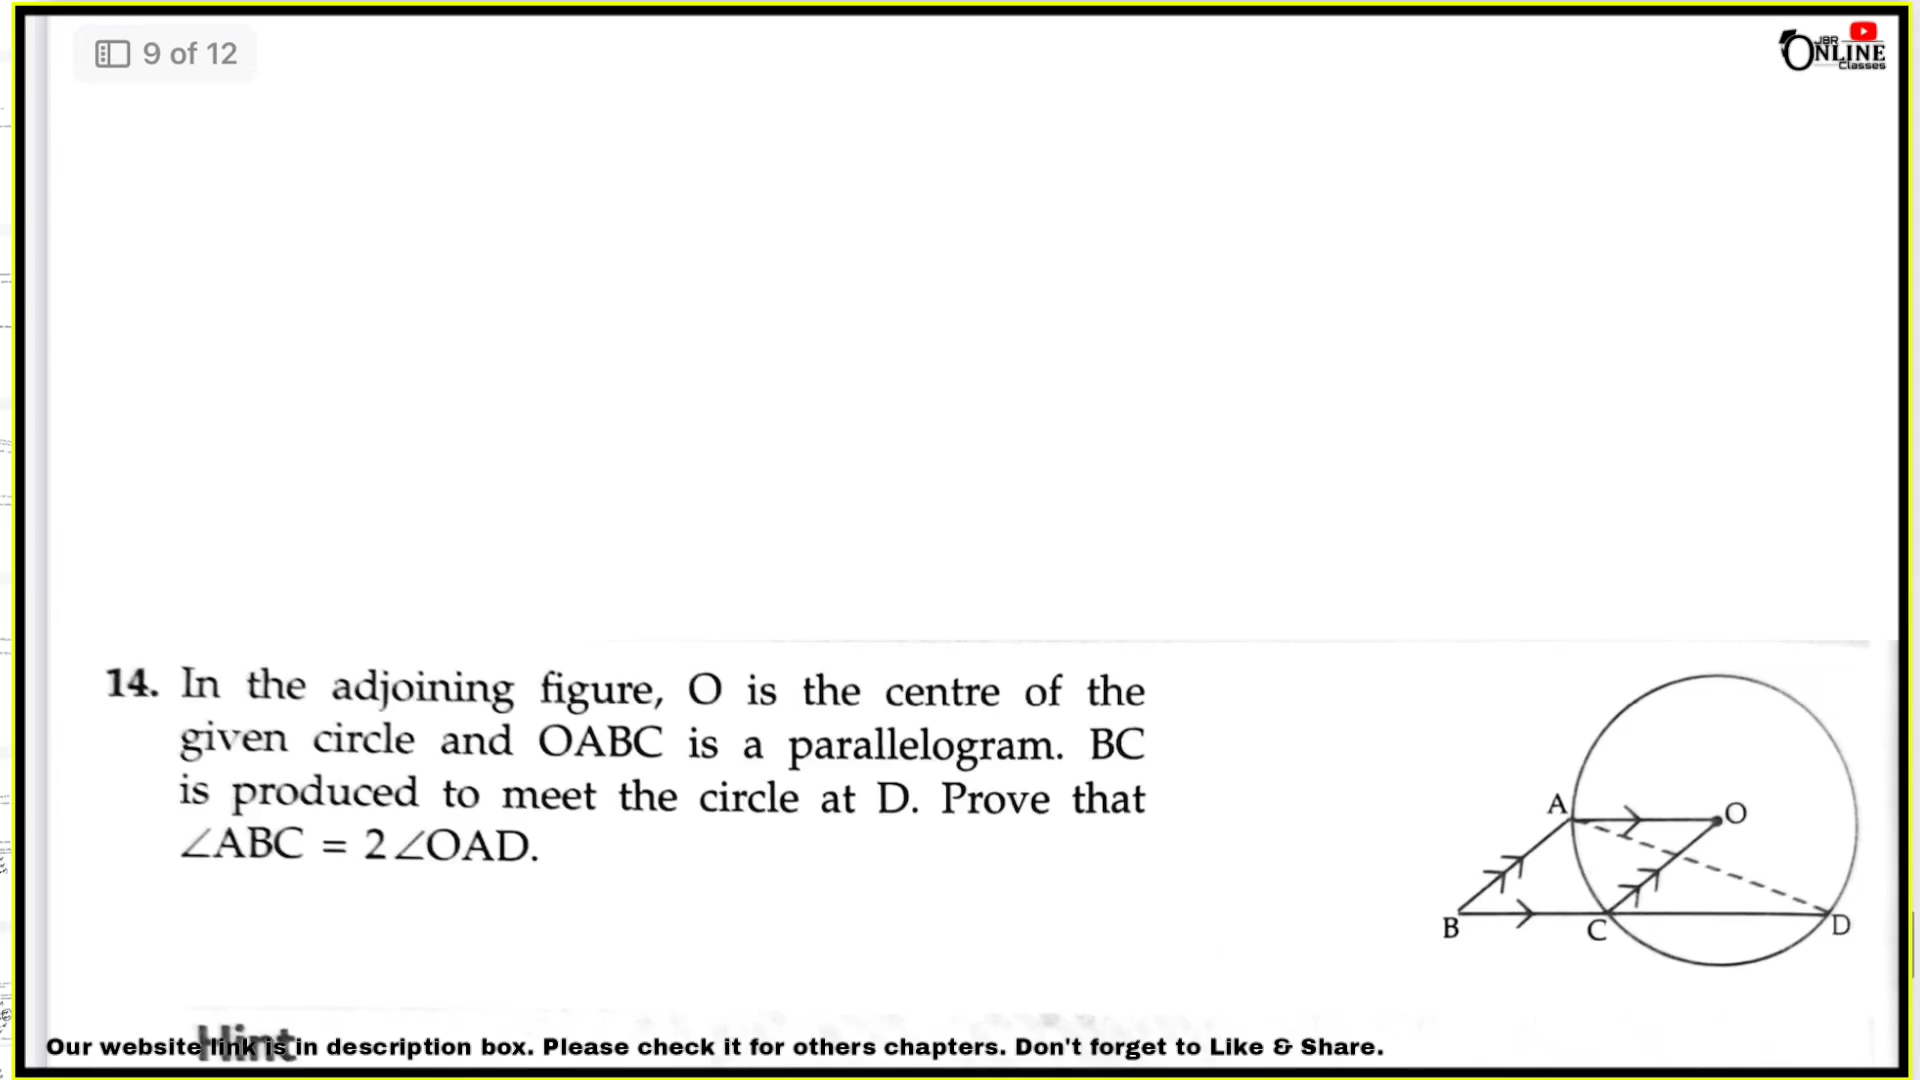 9 of 12
JBR
ONLINE
Classes
14. In the adjoining figure, O is the centre of the
given circle and OABC is a parallelogram. BC
is produced to meet the circle at D. Prove that
∠ABC = 2∠OAD.
A
O
B
C
D
Hint
Our website link is in description box. Please check it for others chapters. Don't forget to Like & Share.